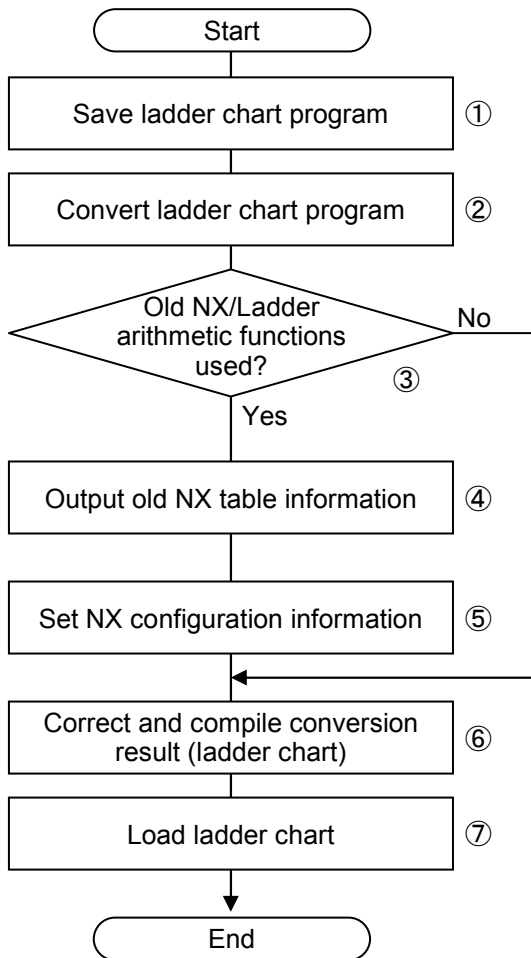 Start
Save ladder chart program
①
Convert ladder chart program
②
Old NX/Ladder
arithmetic functions
used?
No
③
Yes
Output old NX table information
④
Set NX configuration information
⑤
Correct and compile conversion
result (ladder chart)
⑥
Load ladder chart
⑦
End